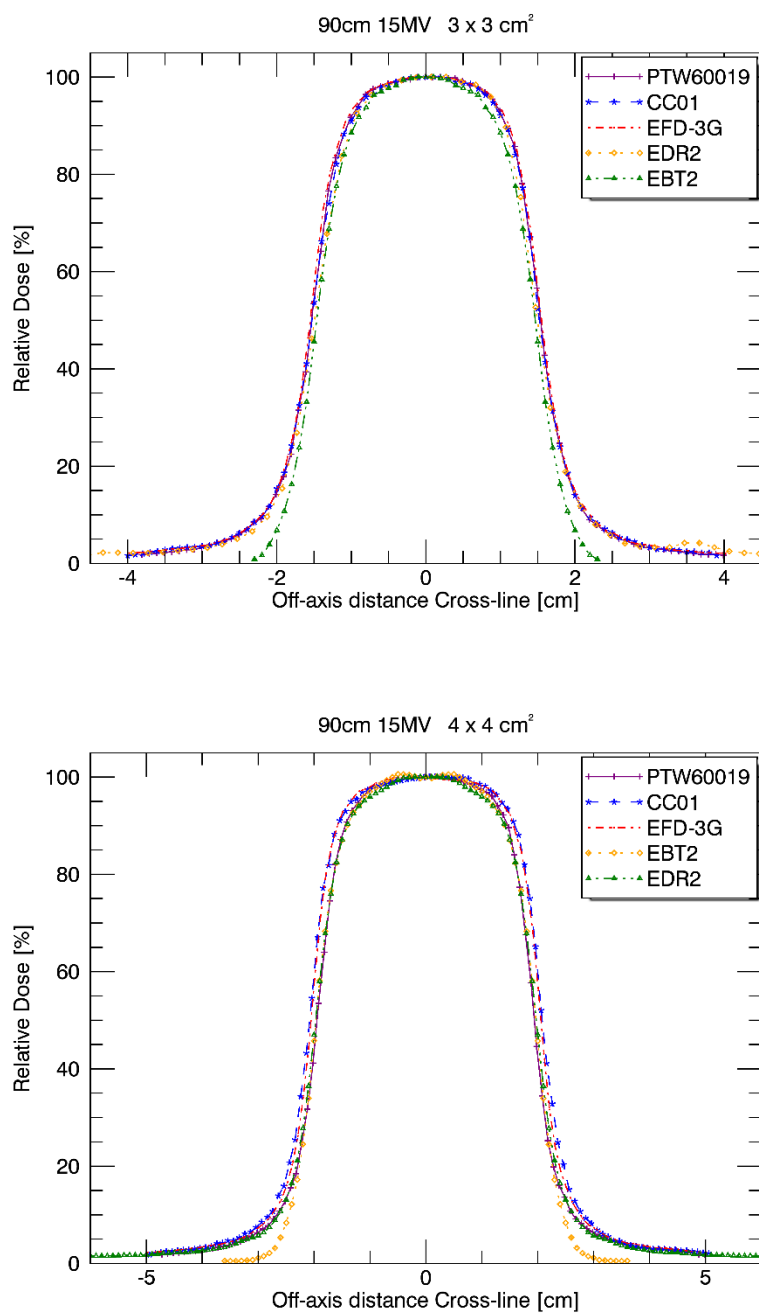 90cm 15MV 3 x 3 cm²
PTW60019
CC01
EFD-3G
EDR2
EBT2
Relative Dose [%]
100
80
60
40
20
0
-4 -2 0 2 4
Off-axis distance Cross-line [cm]
90cm 15MV 4 x 4 cm²
PTW60019
CC01
EFD-3G
EBT2
EDR2
Relative Dose [%]
100
80
60
40
20
0
-5 0 5
Off-axis distance Cross-line [cm]